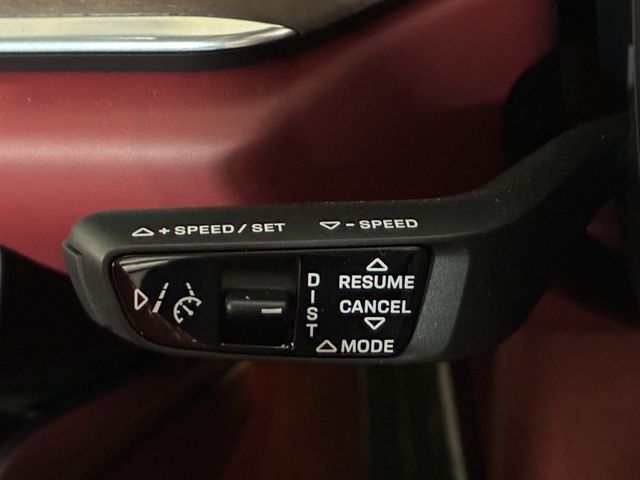 + SPEED / SET
- SPEED
DIST
RESUME
CANCEL
MODE